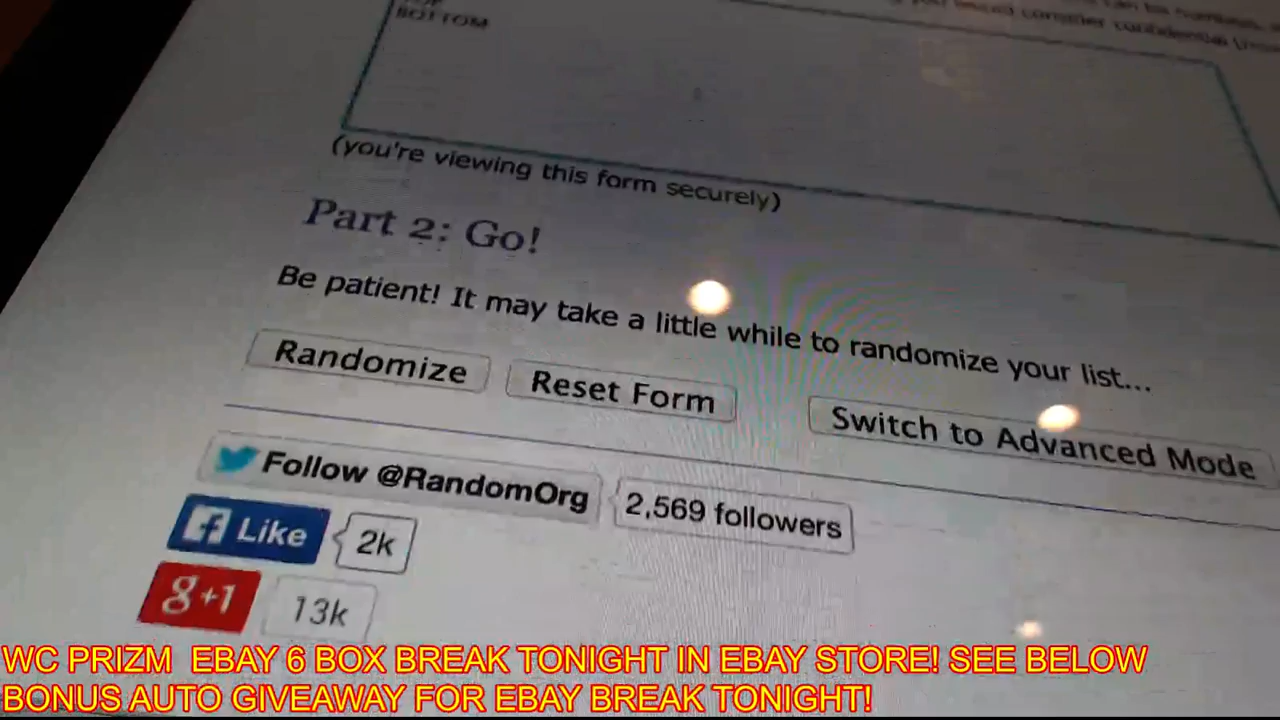 BOTTOM
(you're viewing this form securely)
Part 2: Go!
Be patient! It may take a little while to randomize your list...
Randomize Reset Form Switch to Advanced Mode
Follow @RandomOrg 2,569 followers
Like 2k
g+1 13k
WC PRIZM EBAY 6 BOX BREAK TONIGHT IN EBAY STORE! SEE BELOW
BONUS AUTO GIVEAWAY FOR EBAY BREAK TONIGHT!